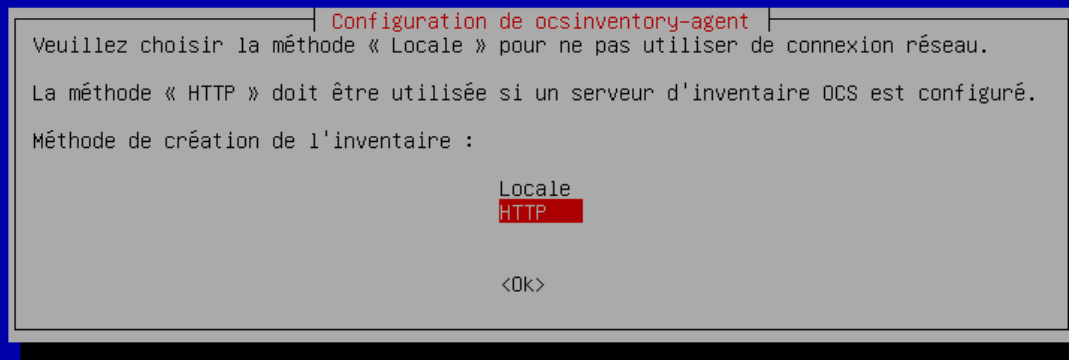 Configuration de ocsinventory-agent
Veuillez choisir la méthode « Locale » pour ne pas utiliser de connexion réseau.
La méthode « HTTP » doit être utilisée si un serveur d'inventaire OCS est configuré.
Méthode de création de l'inventaire :
Locale
HTTP
<Ok>